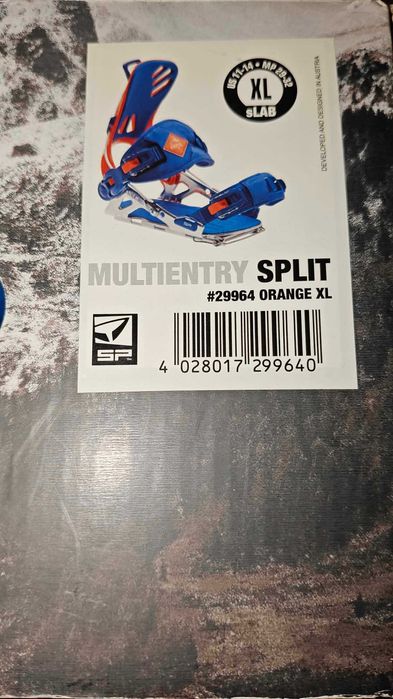 US 11-14 • MP 29-32
XL
sLAB
DEVELOPED AND DESIGNED IN AUSTRIA
MULTIENTRY SPLIT
#29964 ORANGE XL
SP
4 028017 299640